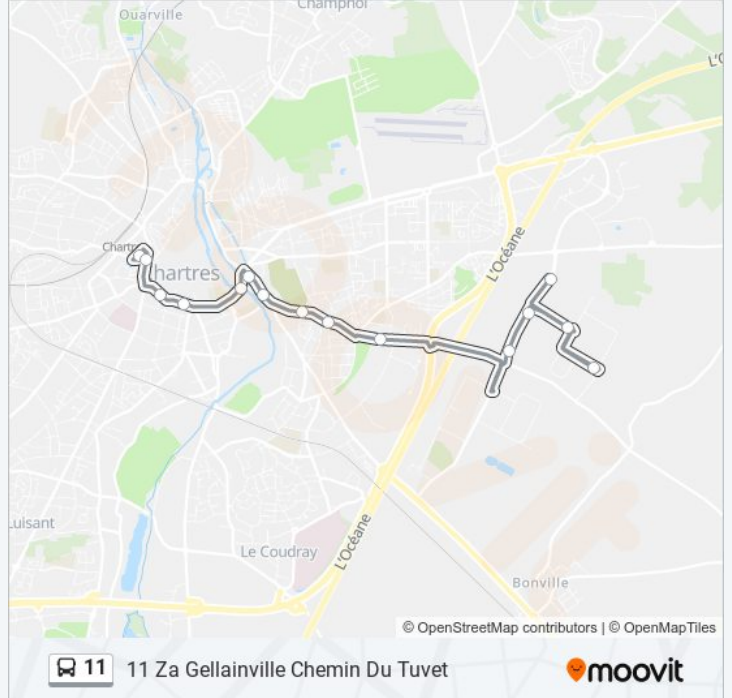 Ouarville
Champhol
L'O
L'Océane
Chartres
Chartres
L'Océane
Luisant
Le Coudray
Bonville
© OpenStreetMap contributors | © OpenMapTiles
11 11 Za Gellainville Chemin Du Tuvet moovit